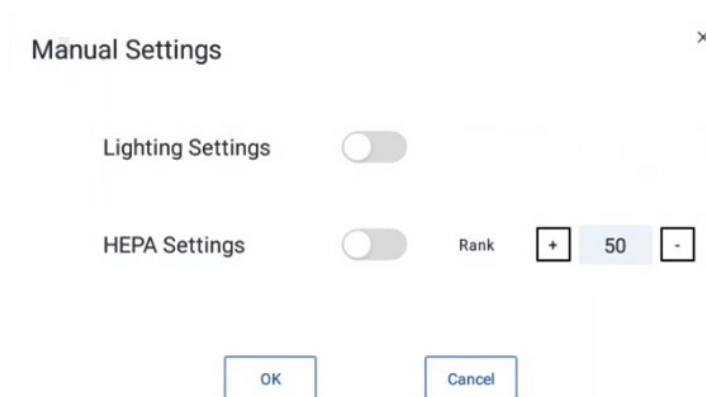 Manual Settings ×
Lighting Settings
HEPA Settings Rank + 50 -
OK Cancel